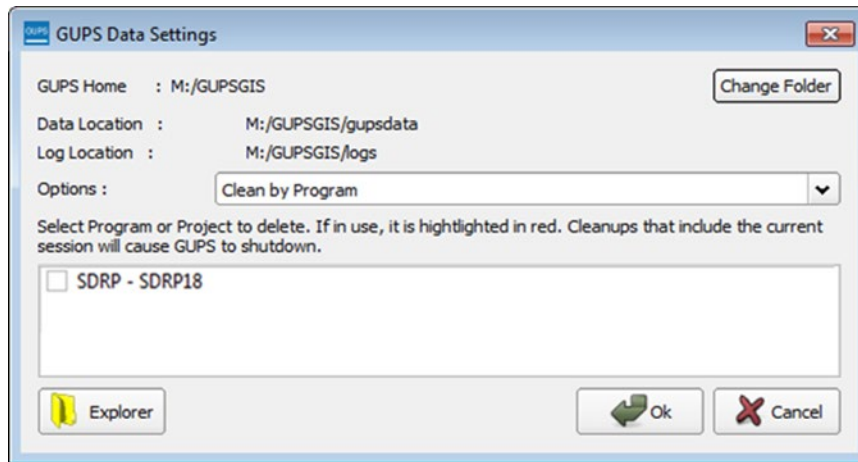 GUPS GUPS Data Settings
GUPS Home : M:/GUPSGIS Change Folder
Data Location : M:/GUPSGIS/gupsdata
Log Location : M:/GUPSGIS/logs
Options : Clean by Program
Select Program or Project to delete. If in use, it is hightlighted in red. Cleanups that include the current
session will cause GUPS to shutdown.
SDRP - SDRP18
Explorer Ok Cancel